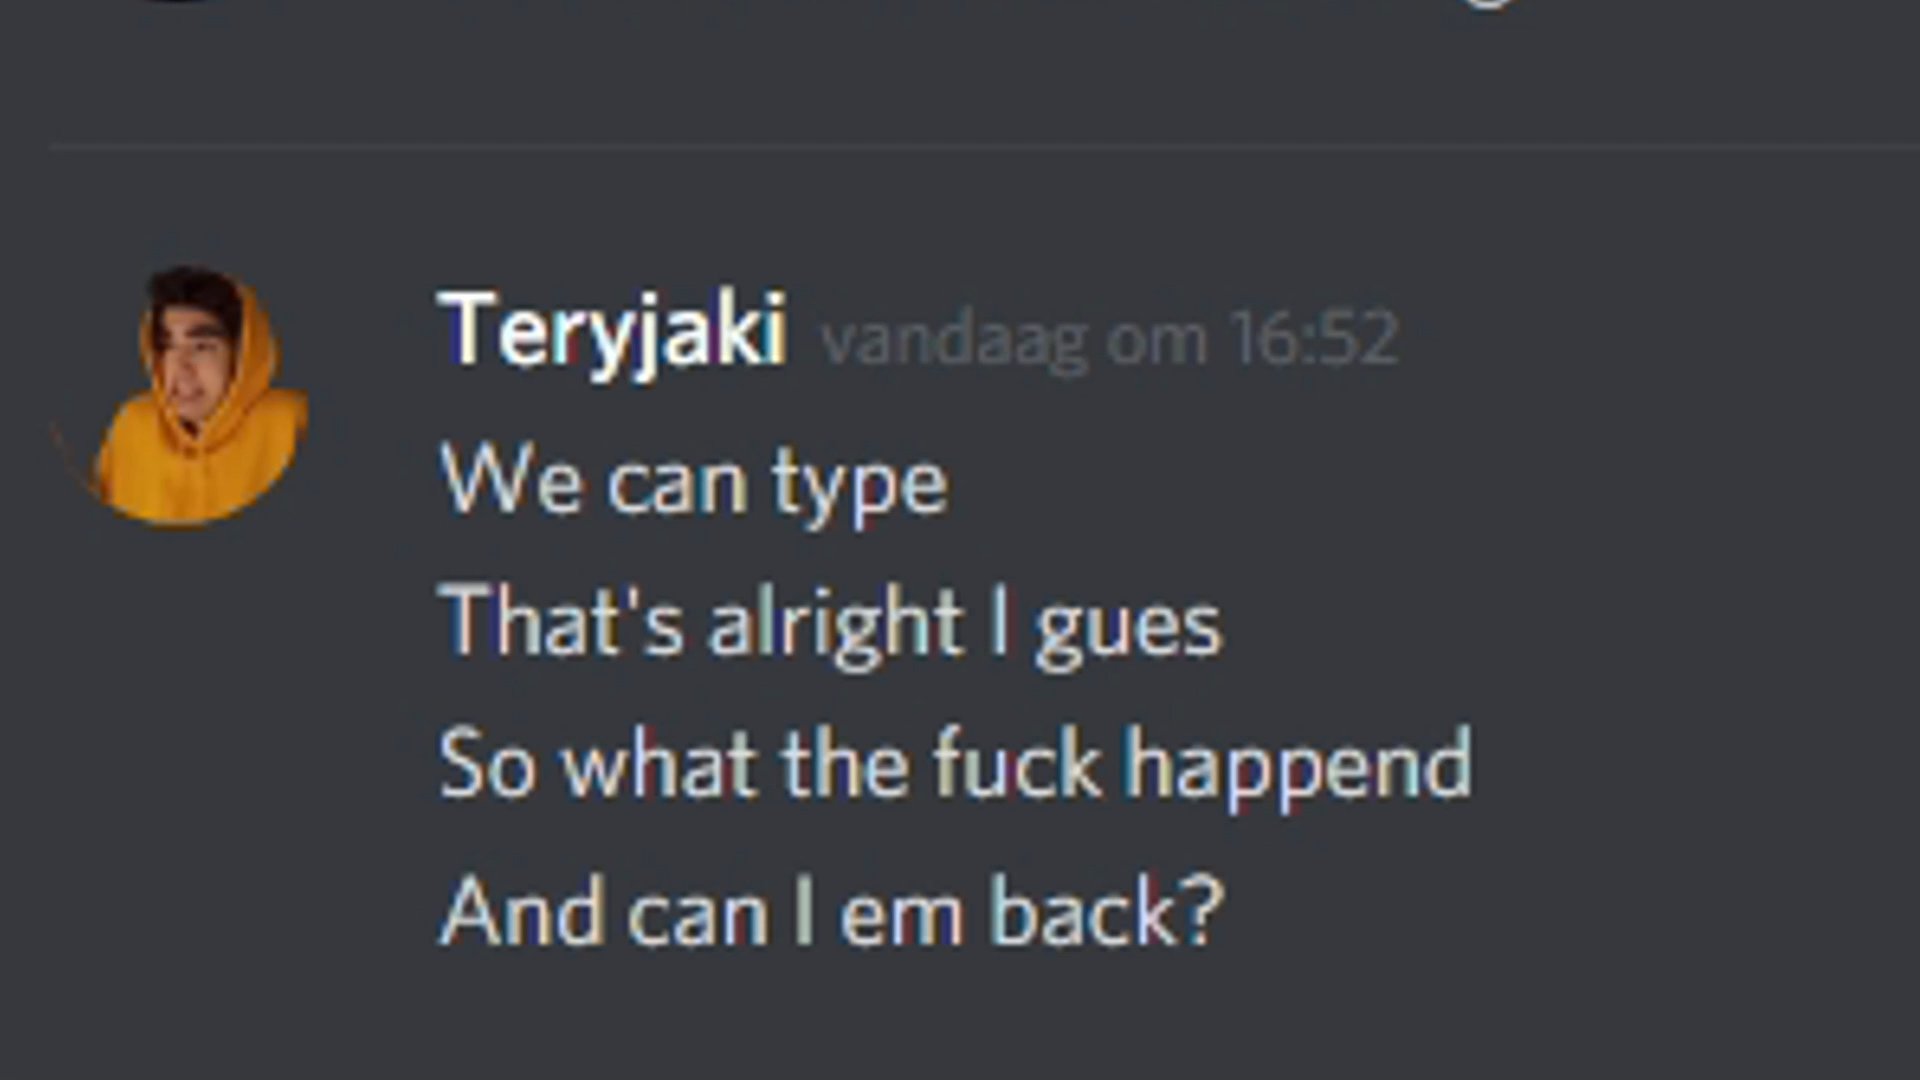 Teryjaki vandaag om 16:52
We can type
That's alright I gues
So what the fuck happend
And can I em back?